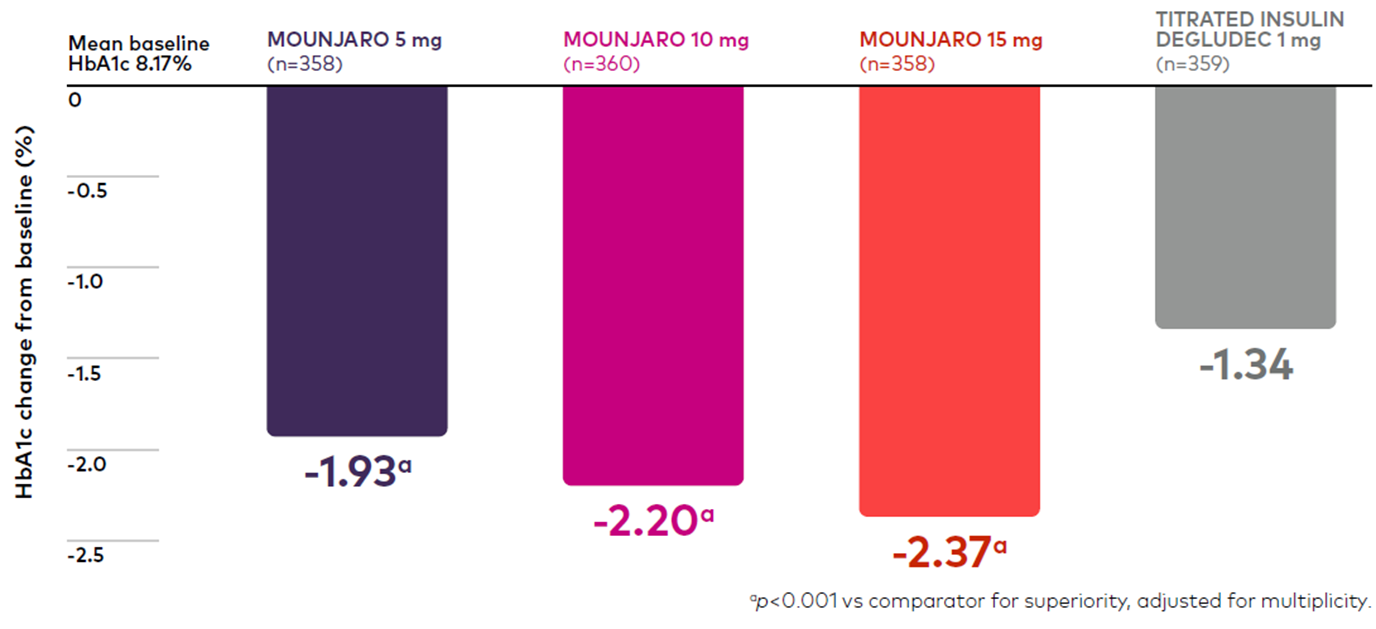 Mean baseline
HbA1c 8.17%
MOUNJARO 5 mg
(n=358)
MOUNJARO 10 mg
(n=360)
MOUNJARO 15 mg
(n=358)
TITRATED INSULIN
DEGLUDEC 1 mg
(n=359)
HbA1c change from baseline (%)
0
-0.5
-1.0
-1.5
-2.0
-2.5
-1.93ᵃ
-2.20ᵃ
-2.37ᵃ
-1.34
ᵃp<0.001 vs comparator for superiority, adjusted for multiplicity.